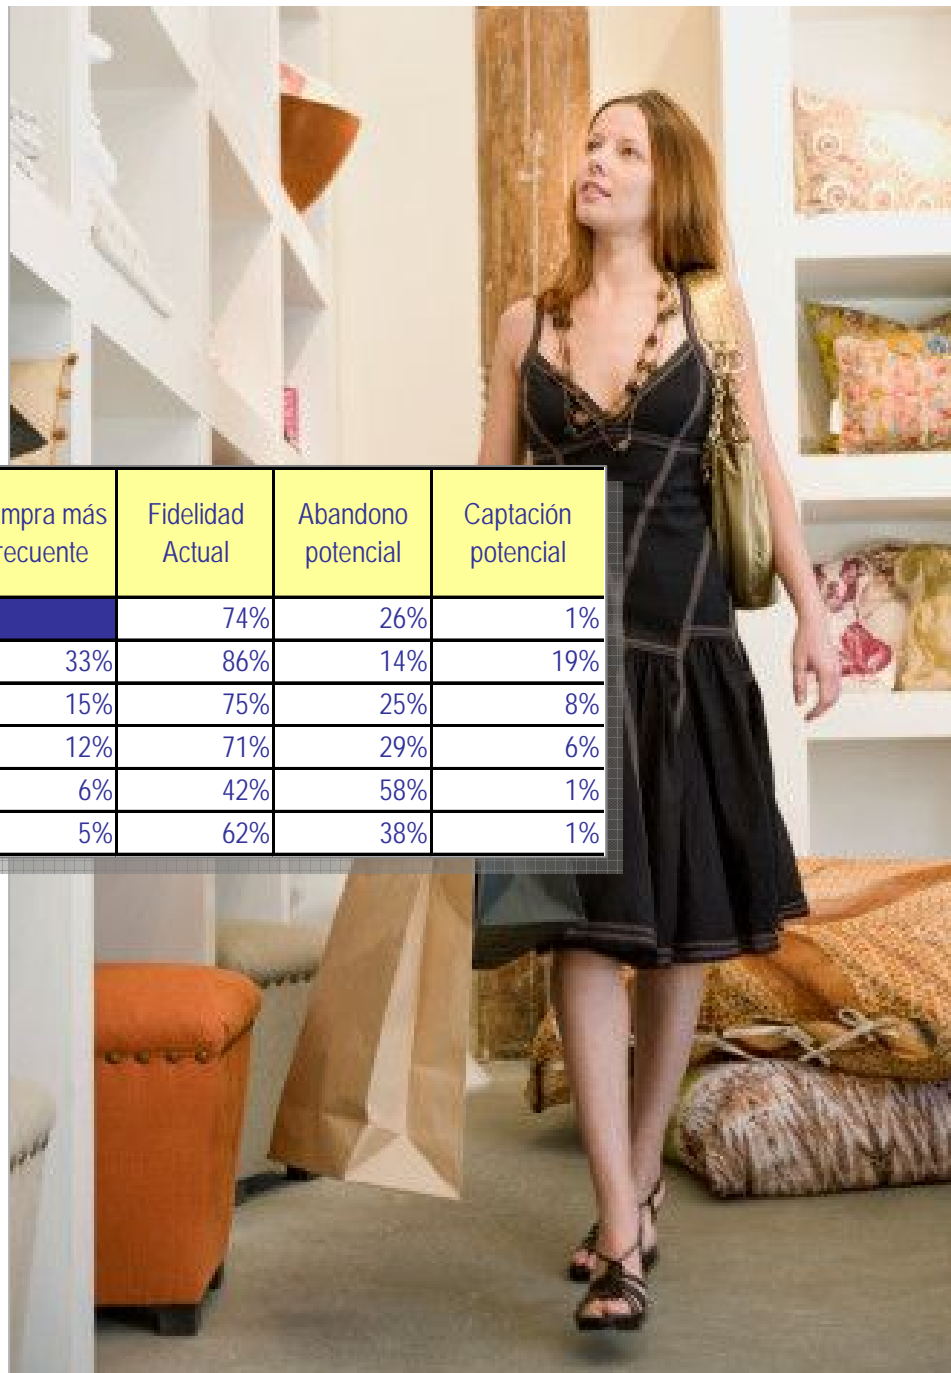 mpra más Fidelidad Abandono Captación
recuente Actual potencial potencial
74% 26% 1%
33% 86% 14% 19%
15% 75% 25% 8%
12% 71% 29% 6%
6% 42% 58% 1%
5% 62% 38% 1%